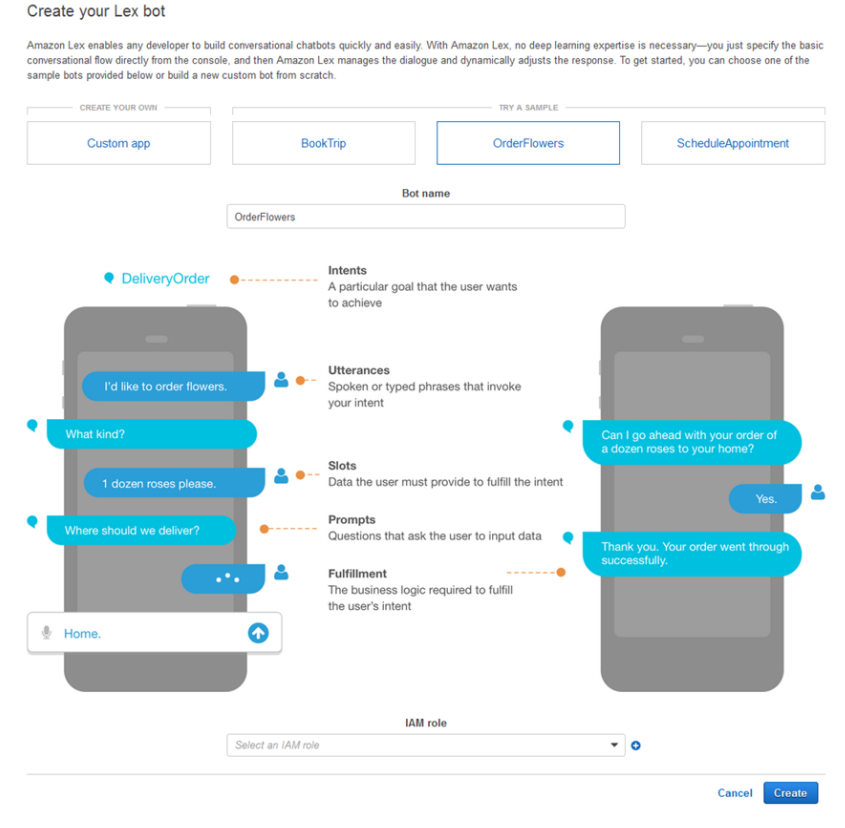 Create your Lex bot
Amazon Lex enables any developer to build conversational chatbots quickly and easily. With Amazon Lex, no deep learning expertise is necessary—you just specify the basic
conversational flow directly from the console, and then Amazon Lex manages the dialogue and dynamically adjusts the response. To get started, you can choose one of the
sample bots provided below or build a new custom bot from scratch.
CREATE YOUR OWN
TRY A SAMPLE
Custom app
BookTrip
OrderFlowers
ScheduleAppointment
Bot name
OrderFlowers
DeliveryOrder
Intents
A particular goal that the user wants
to achieve
I'd like to order flowers.
What kind?
1 dozen roses please.
Where should we deliver?
Home.
Utterances
Spoken or typed phrases that invoke
your intent
Slots
Data the user must provide to fulfill the intent
Prompts
Questions that ask the user to input data
Fulfillment
The business logic required to fulfill
the user's intent
Can I go ahead with your order of
a dozen roses to your home?
Yes.
Thank you. Your order went through
successfully.
IAM role
Select an IAM role
Cancel
Create